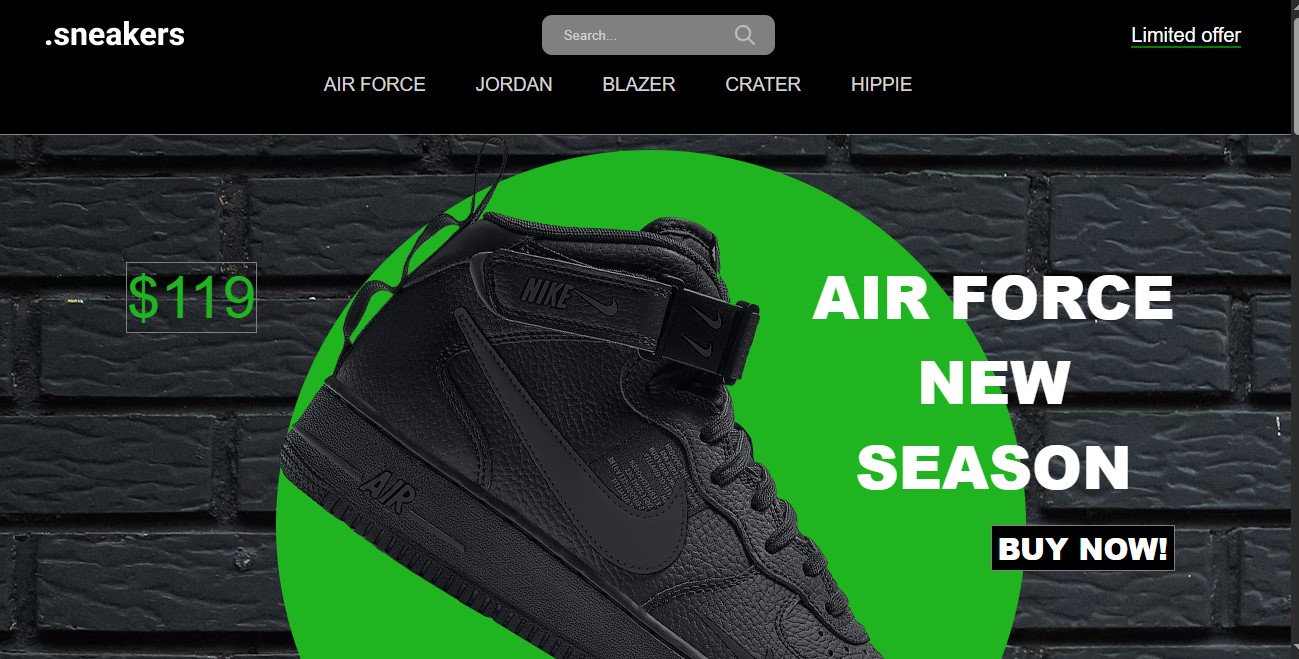 .sneakers
Search...
Limited offer
AIR FORCE
JORDAN
BLAZER
CRATER
HIPPIE
$119
NIKE
AIR
AIR FORCE
NEW
SEASON
BUY NOW!